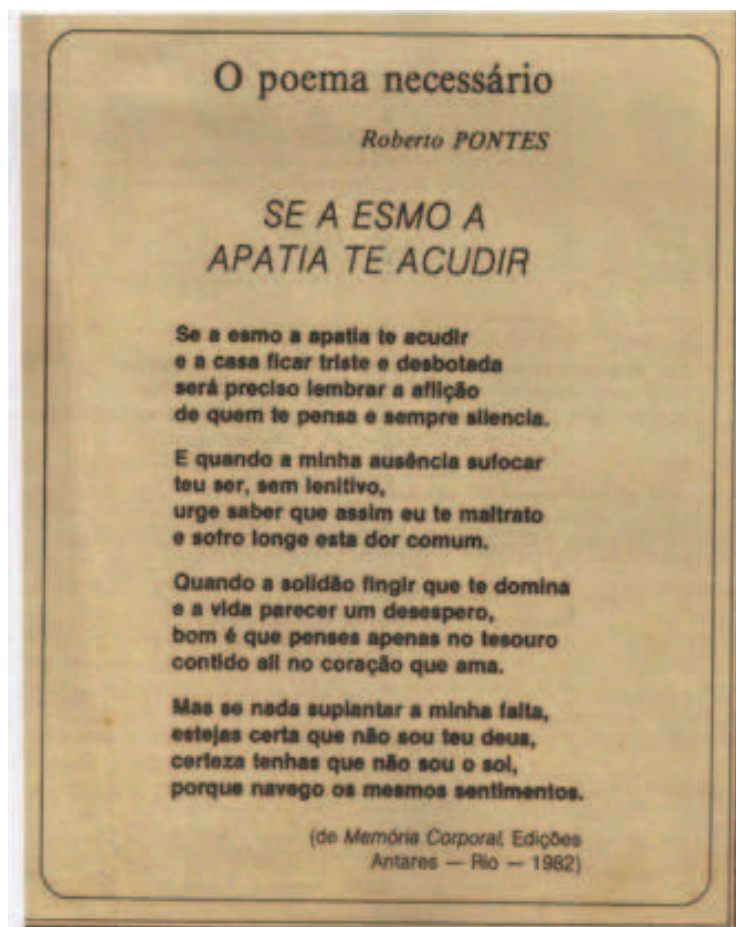 O poema necessário
Roberto PONTES
SE A ESMO A
APATIA TE ACUDIR
Se a esmo a apatia te acudir
e a casa ficar triste e desbotada
será preciso lembrar a aflição
de quem te pensa e sempre silencia.
E quando a minha ausência sufocar
teu ser, sem lenitivo,
urge saber que assim eu te maltrato
e sofro longe esta dor comum.
Quando a solidão fingir que te domina
e a vida parecer um desespero,
bom é que penses apenas no tesouro
contido ali no coração que ama.
Mas se nada suplantar a minha falta,
estejas certa que não sou teu deus,
certeza tenhas que não sou o sol,
porque navego os mesmos sentimentos.
(de Memória Corporal, Edições
Antares — Rio — 1982)